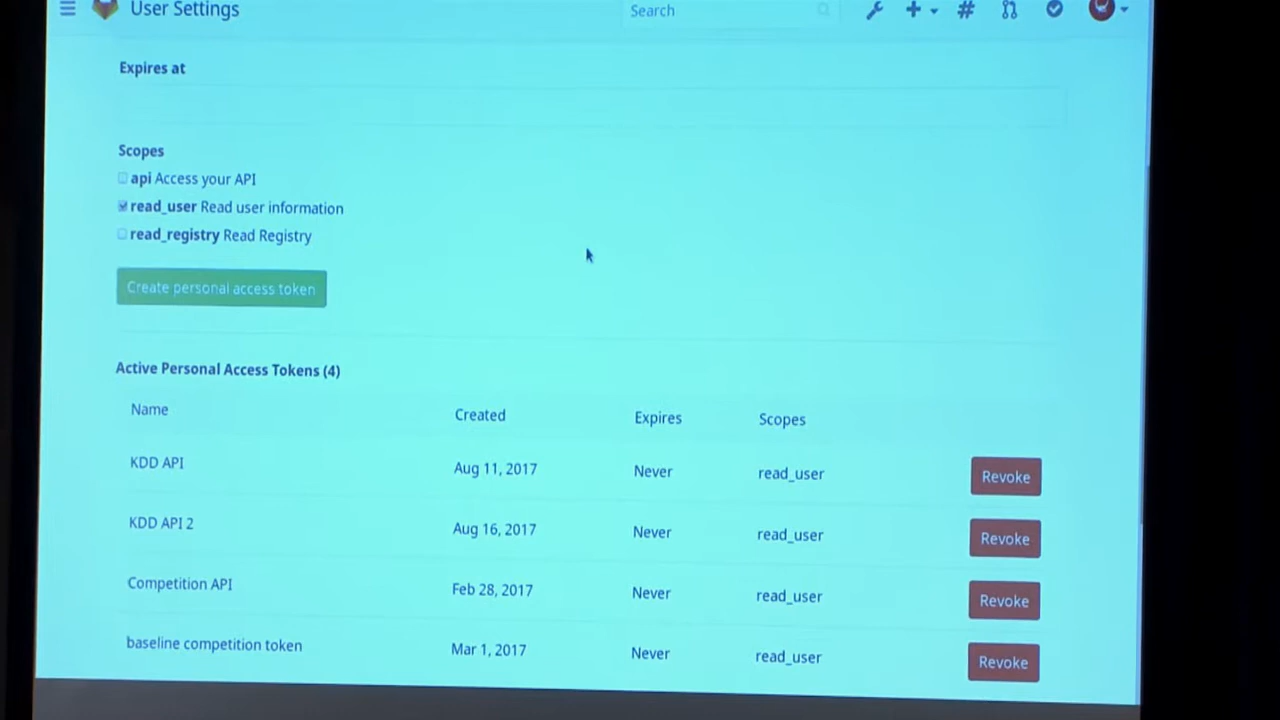 User Settings
Search
Expires at
Scopes
api Access your API
read_user Read user information
read_registry Read Registry
Create personal access token
Active Personal Access Tokens (4)
Name Created Expires Scopes
KDD API Aug 11, 2017 Never read_user Revoke
KDD API 2 Aug 16, 2017 Never read_user Revoke
Competition API Feb 28, 2017 Never read_user Revoke
baseline competition token Mar 1, 2017 Never read_user Revoke